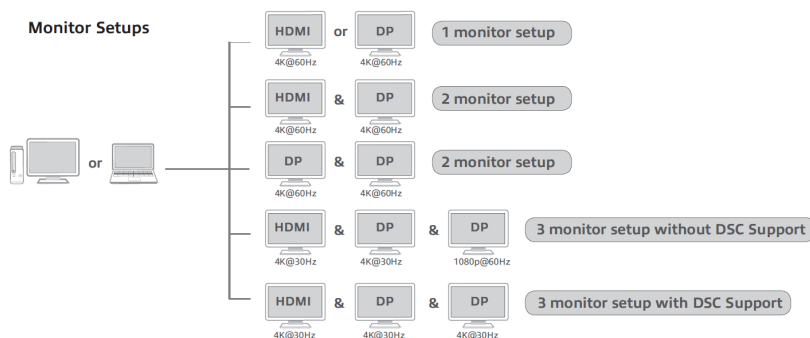 Monitor Setups
HDMI or DP 1 monitor setup
4K@60Hz 4K@60Hz
HDMI & DP 2 monitor setup
4K@60Hz 4K@60Hz
or
DP & DP 2 monitor setup
4K@60Hz 4K@60Hz
HDMI & DP & DP 3 monitor setup without DSC Support
4K@30Hz 4K@30Hz 1080p@60Hz
HDMI & DP & DP 3 monitor setup with DSC Support
4K@30Hz 4K@30Hz 4K@30Hz